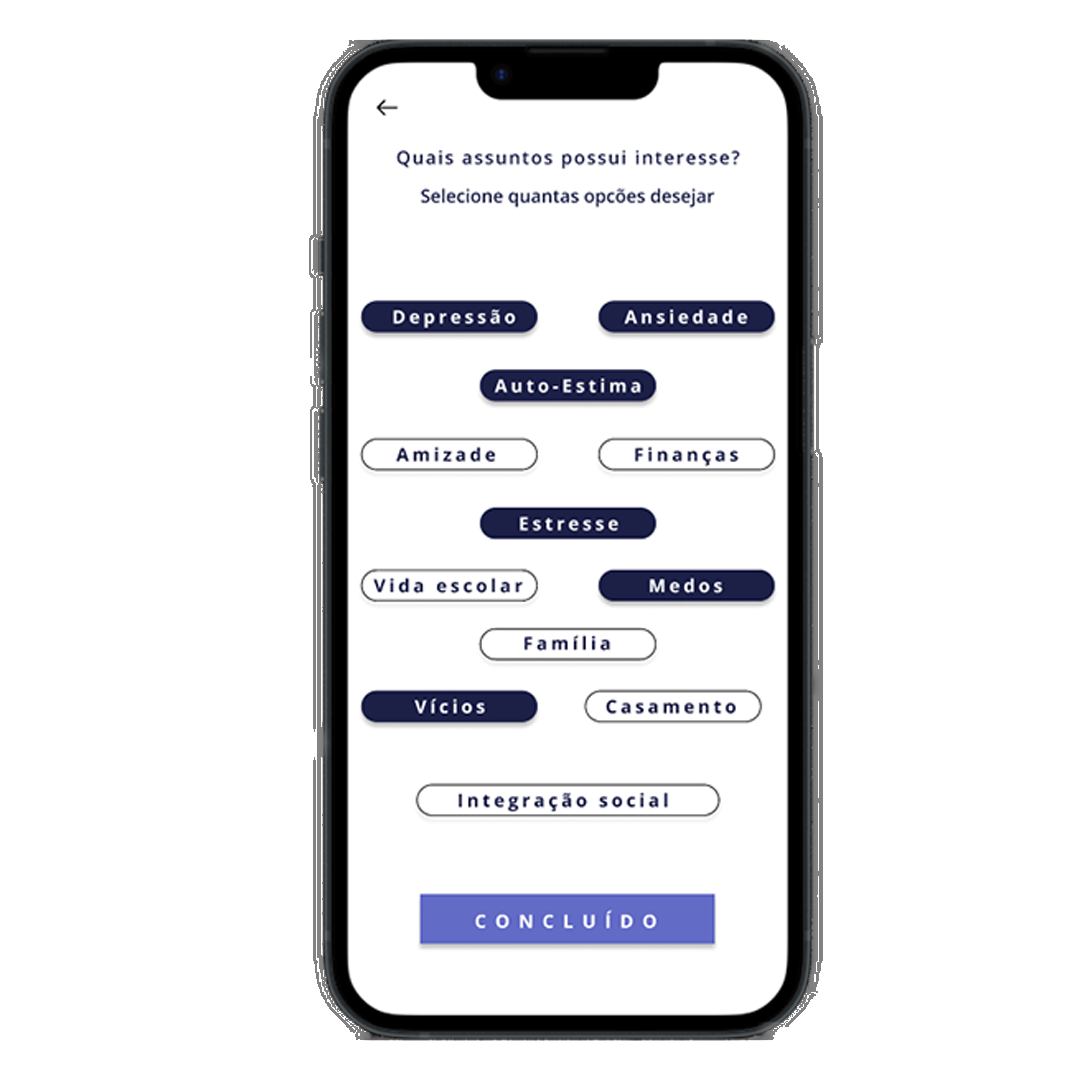 Quais assuntos possui interesse?
Selecione quantas opcões desejar
Depressão
Ansiedade
Auto-Estima
Amizade
Finanças
Estresse
Vida escolar
Medos
Família
Vícios
Casamento
Integração social
CONCLUÍDO